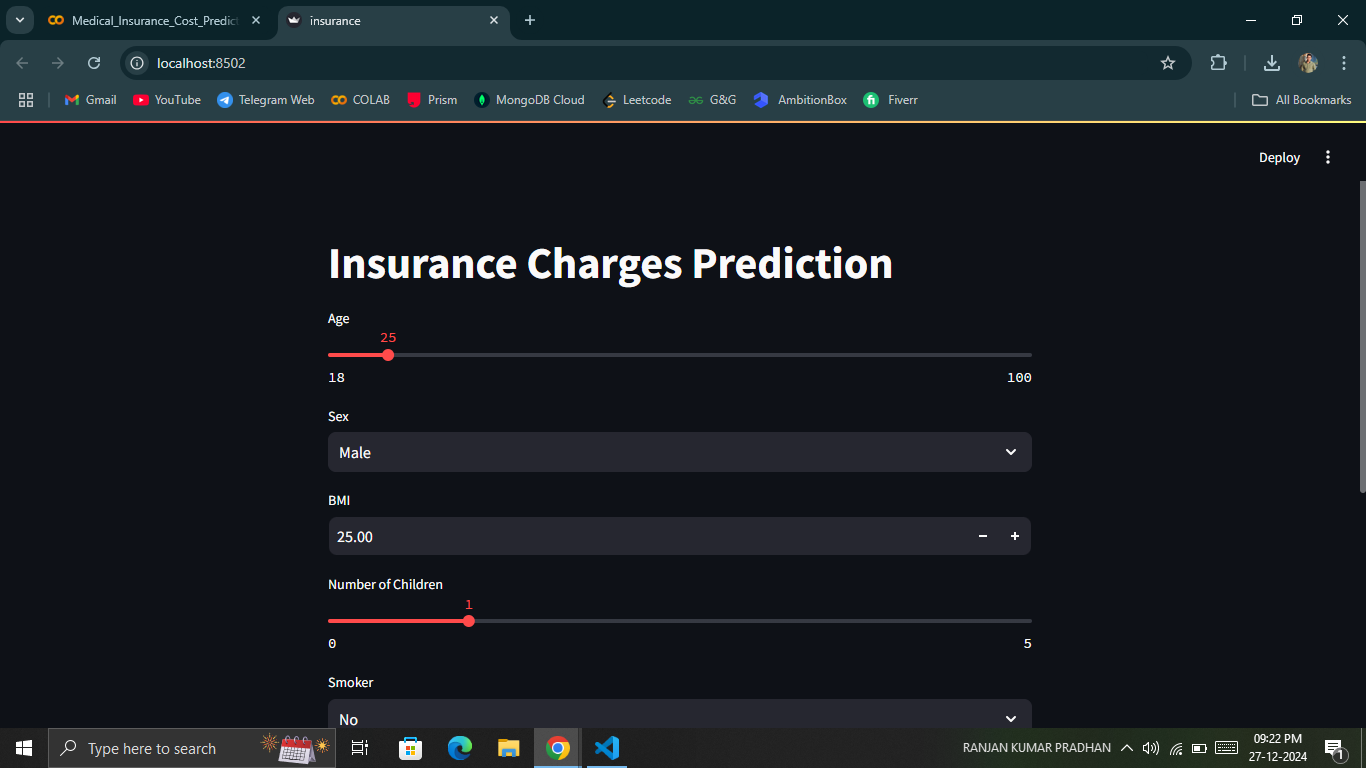 Medical_Insurance_Cost_Predict
insurance
localhost:8502
Gmail
YouTube
Telegram Web
COLAB
Prism
MongoDB Cloud
Leetcode
G&G
AmbitionBox
Fiverr
All Bookmarks
Deploy
Insurance Charges Prediction
Age
25
18
100
Sex
Male
BMI
25.00
Number of Children
1
0
5
Smoker
No
Type here to search
RANJAN KUMAR PRADHAN
09:22 PM
27-12-2024
1